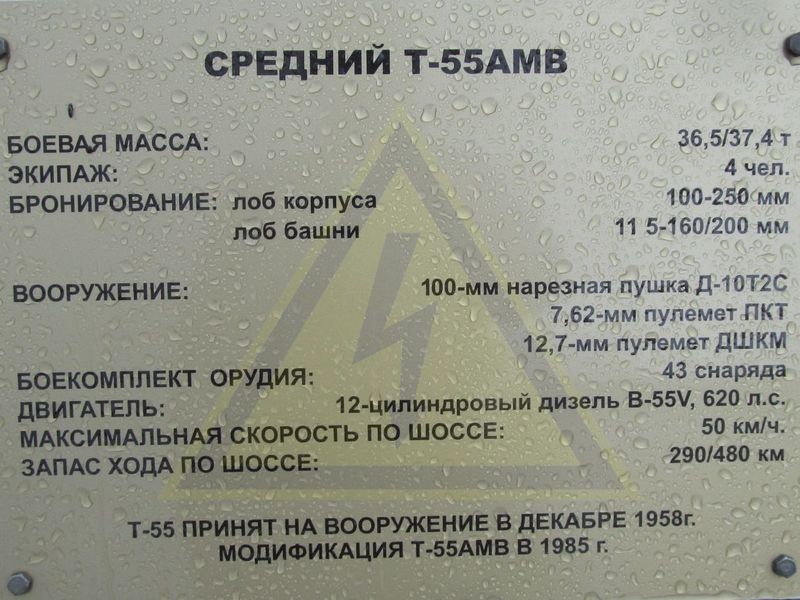 СРЕДНИЙ Т-55АМВ
БОЕВАЯ МАССА: 36,5/37,4 т
ЭКИПАЖ: 4 чел.
БРОНИРОВАНИЕ: лоб корпуса 100-250 мм
лоб башни 11 5-160/200 мм
ВООРУЖЕНИЕ: 100-мм нарезная пушка Д-10Т2С
7,62-мм пулемет ПКТ
12,7-мм пулемет ДШКМ
БОЕКОМПЛЕКТ ОРУДИЯ: 43 снаряда
ДВИГАТЕЛЬ: 12-цилиндровый дизель В-55V, 620 л.с.
МАКСИМАЛЬНАЯ СКОРОСТЬ ПО ШОССЕ: 50 км/ч.
ЗАПАС ХОДА ПО ШОССЕ: 290/480 км
Т-55 ПРИНЯТ НА ВООРУЖЕНИЕ В ДЕКАБРЕ 1958г.
МОДИФИКАЦИЯ Т-55АМВ В 1985 г.